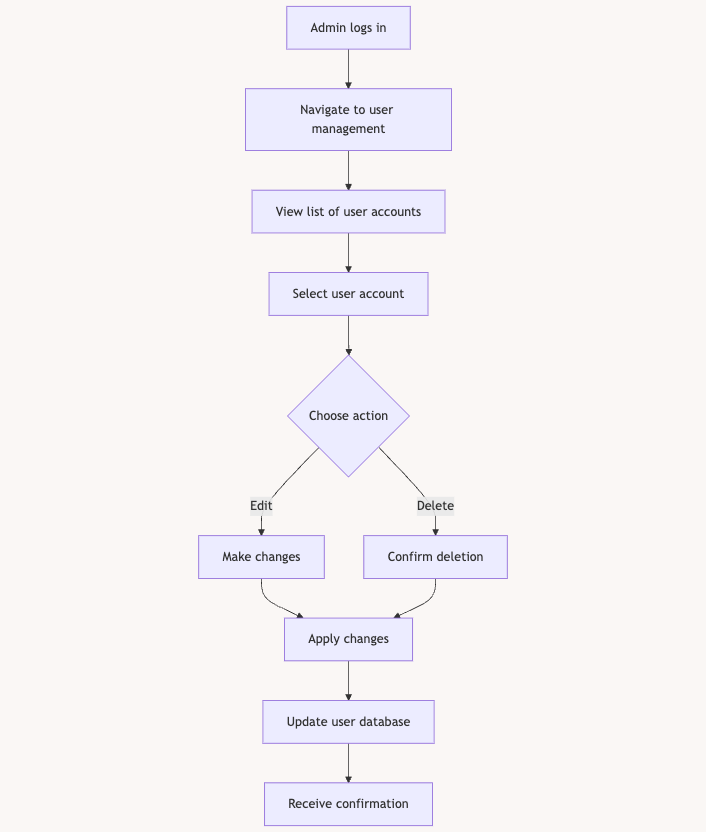 Admin logs in
Navigate to user
management
View list of user accounts
Select user account
Choose action
Edit
Delete
Make changes
Confirm deletion
Apply changes
Update user database
Receive confirmation